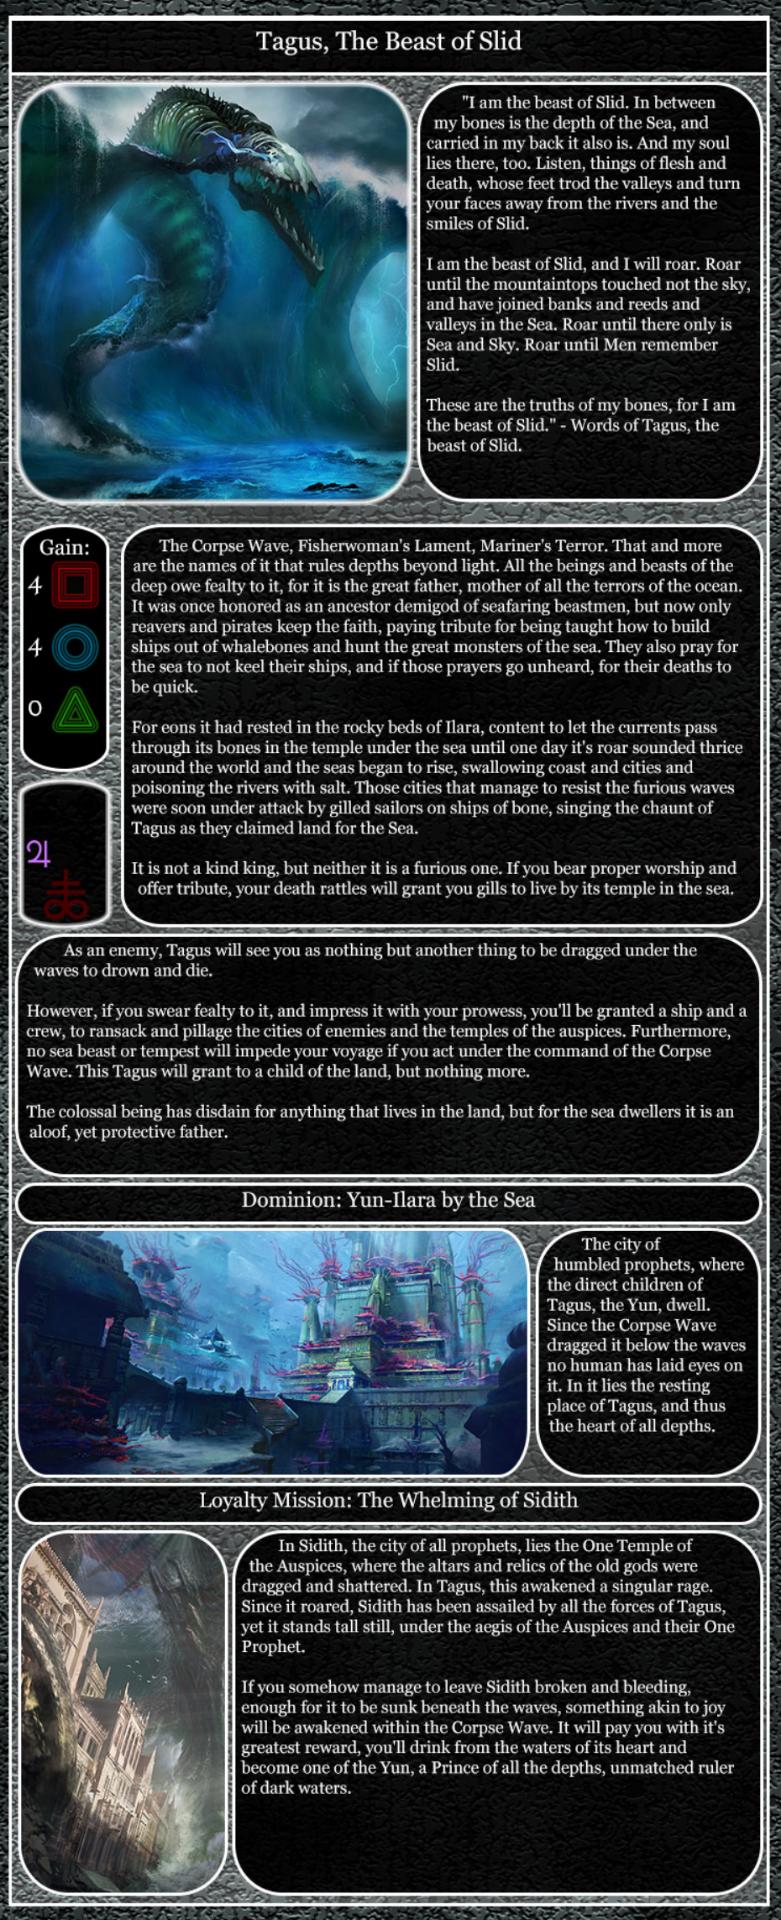 Tagus, The Beast of Slid
"I am the beast of Slid. In between
my bones is the depth of the Sea, and
carried in my back it also is. And my soul
lies there, too. Listen, things of flesh and
death, whose feet trod the valleys and turn
your faces away from the rivers and the
smiles of Slid.
I am the beast of Slid, and I will roar. Roar
until the mountaintops touched not the sky,
and have joined banks and reeds and
valleys in the Sea. Roar until there only is
Sea and Sky. Roar until Men remember
Slid.
These are the truths of my bones, for I am
the beast of Slid." - Words of Tagus, the
beast of Slid.
Gain:
4
4
0
The Corpse Wave, Fisherwoman's Lament, Mariner's Terror. That and more
are the names of it that rules depths beyond light. All the beings and beasts of the
deep owe fealty to it, for it is the great father, mother of all the terrors of the ocean.
It was once honored as an ancestor demigod of seafaring beastmen, but now only
reavers and pirates keep the faith, paying tribute for being taught how to build
ships out of whalebones and hunt the great monsters of the sea. They also pray for
the sea to not keel their ships, and if those prayers go unheard, for their deaths to
be quick.
For eons it had rested in the rocky beds of Ilara, content to let the currents pass
through its bones in the temple under the sea until one day it's roar sounded thrice
around the world and the seas began to rise, swallowing coast and cities and
poisoning the rivers with salt. Those cities that manage to resist the furious waves
were soon under attack by gilled sailors on ships of bone, singing the chaunt of
Tagus as they claimed land for the Sea.
It is not a kind king, but neither it is a furious one. If you bear proper worship and
offer tribute, your death rattles will grant you gills to live by its temple in the sea.
♃
As an enemy, Tagus will see you as nothing but another thing to be dragged under the
waves to drown and die.
However, if you swear fealty to it, and impress it with your prowess, you'll be granted a ship and a
crew, to ransack and pillage the cities of enemies and the temples of the auspices. Furthermore,
no sea beast or tempest will impede your voyage if you act under the command of the Corpse
Wave. This Tagus will grant to a child of the land, but nothing more.
The colossal being has disdain for anything that lives in the land, but for the sea dwellers it is an
aloof, yet protective father.
Dominion: Yun-Ilara by the Sea
The city of
humbled prophets, where
the direct children of
Tagus, the Yun, dwell.
Since the Corpse Wave
dragged it below the waves
no human has laid eyes on
it. In it lies the resting
place of Tagus, and thus
the heart of all depths.
Loyalty Mission: The Whelming of Sidith
In Sidith, the city of all prophets, lies the One Temple of
the Auspices, where the altars and relics of the old gods were
dragged and shattered. In Tagus, this awakened a singular rage.
Since it roared, Sidith has been assailed by all the forces of Tagus,
yet it stands tall still, under the aegis of the Auspices and their One
Prophet.
If you somehow manage to leave Sidith broken and bleeding,
enough for it to be sunk beneath the waves, something akin to joy
will be awakened within the Corpse Wave. It will pay you with it's
greatest reward, you'll drink from the waters of its heart and
become one of the Yun, a Prince of all the depths, unmatched ruler
of dark waters.